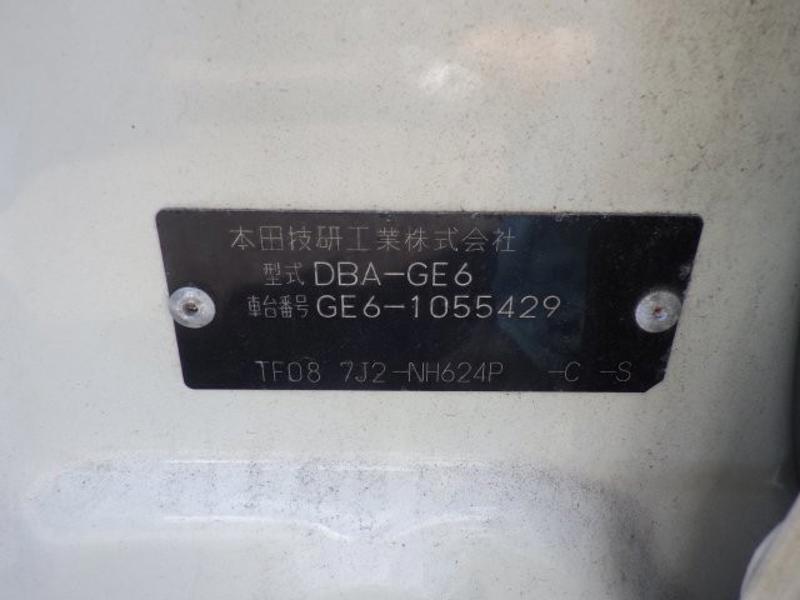 本田技研工業株式会社
型式 DBA-GE6
車台番号 GE6-1055429
TF08 7J2-NH624P -C -S